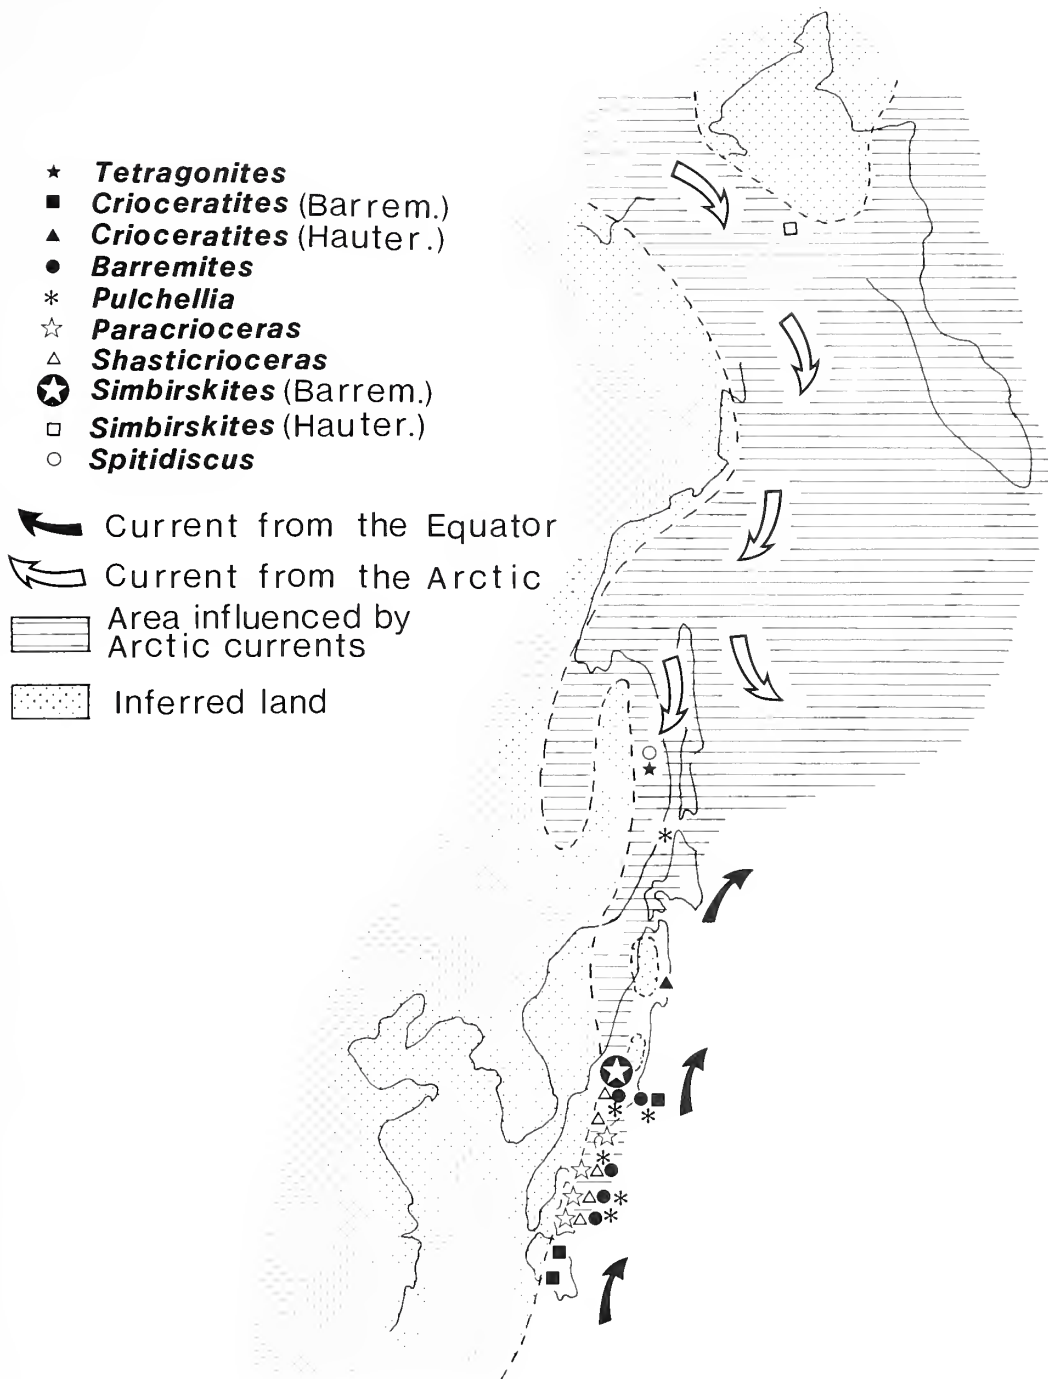 Tetragonites
Crioceratites (Barrem.)
Crioceratites (Hauter.)
Barremites
Pulchellia
Paracrioceras
Shasticrioceras
Simbirskites (Barrem.)
Simbirskites (Hauter.)
Spitidiscus
Current from the Equator
Current from the Arctic
Area influenced by
Arctic currents
Inferred land